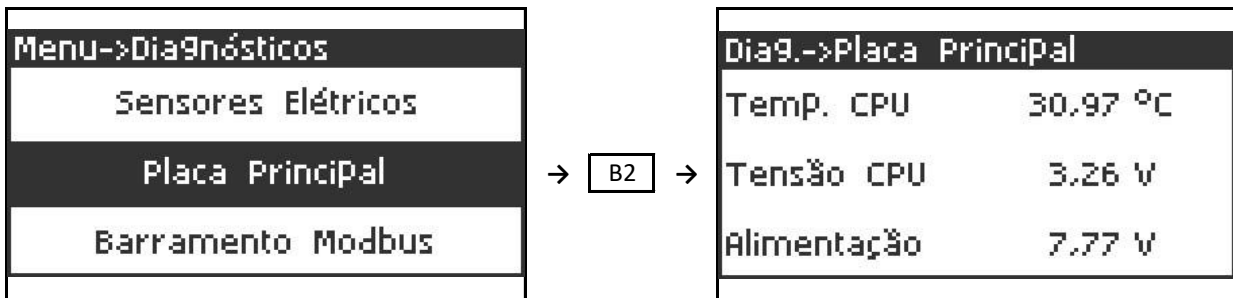 Menu->Diagnósticos
Sensores Elétricos
Placa Principal
Barramento Modbus
→ B2 →
Diag.->Placa Principal
Temp. CPU 30,97 ºC
Tensão CPU 3,26 V
Alimentação 7,77 V